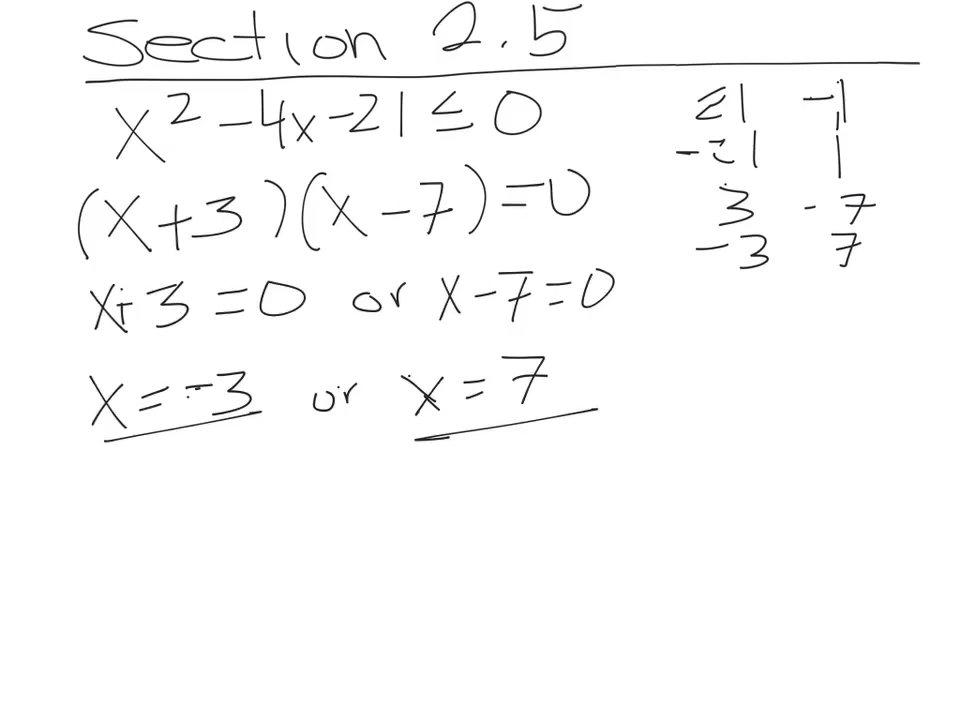 Section 2.5
x² - 4x - 21 ≤ 0
(x + 3)(x - 7) = 0
x + 3 = 0 or x - 7 = 0
x = -3 or x = 7
21 -1
-21 1
3 -7
-3 7